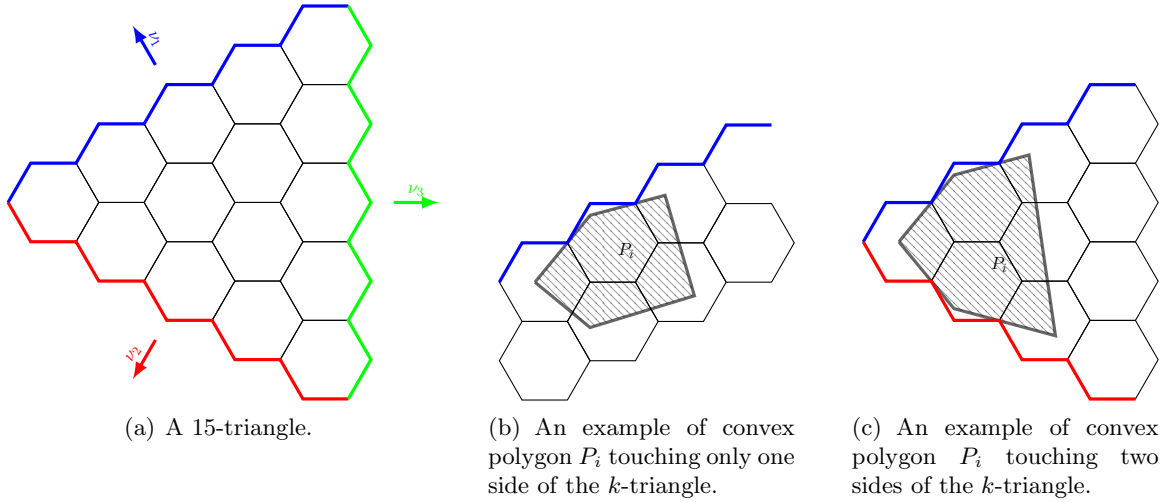 ν₁
ν₂
ν₃
P_i
P_i
(a) A 15-triangle.
(b) An example of convex
polygon P_i touching only one
side of the k-triangle.
(c) An example of convex
polygon P_i touching two
sides of the k-triangle.